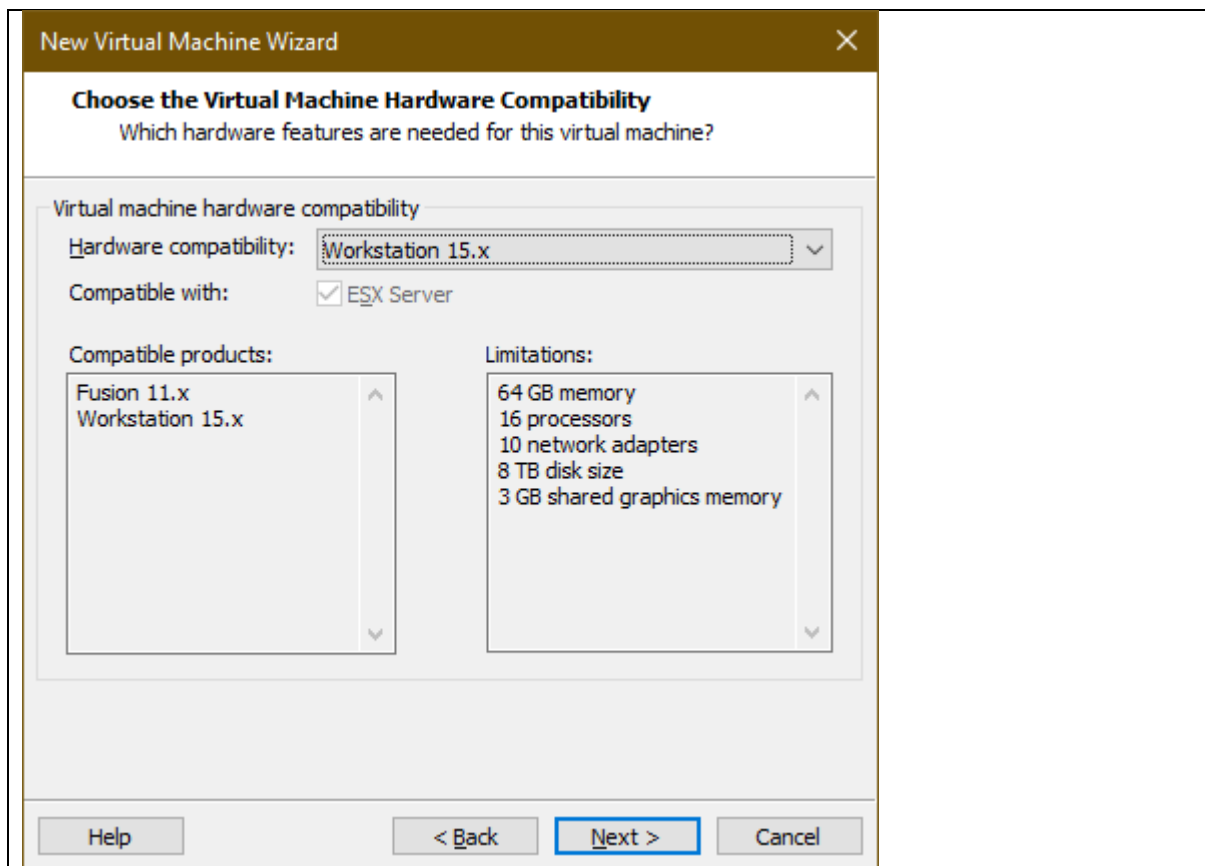 New Virtual Machine Wizard
Choose the Virtual Machine Hardware Compatibility
Which hardware features are needed for this virtual machine?
Virtual machine hardware compatibility
Hardware compatibility: Workstation 15.x
Compatible with: ESX Server
Compatible products:
Fusion 11.x
Workstation 15.x
Limitations:
64 GB memory
16 processors
10 network adapters
8 TB disk size
3 GB shared graphics memory
Help < Back Next > Cancel